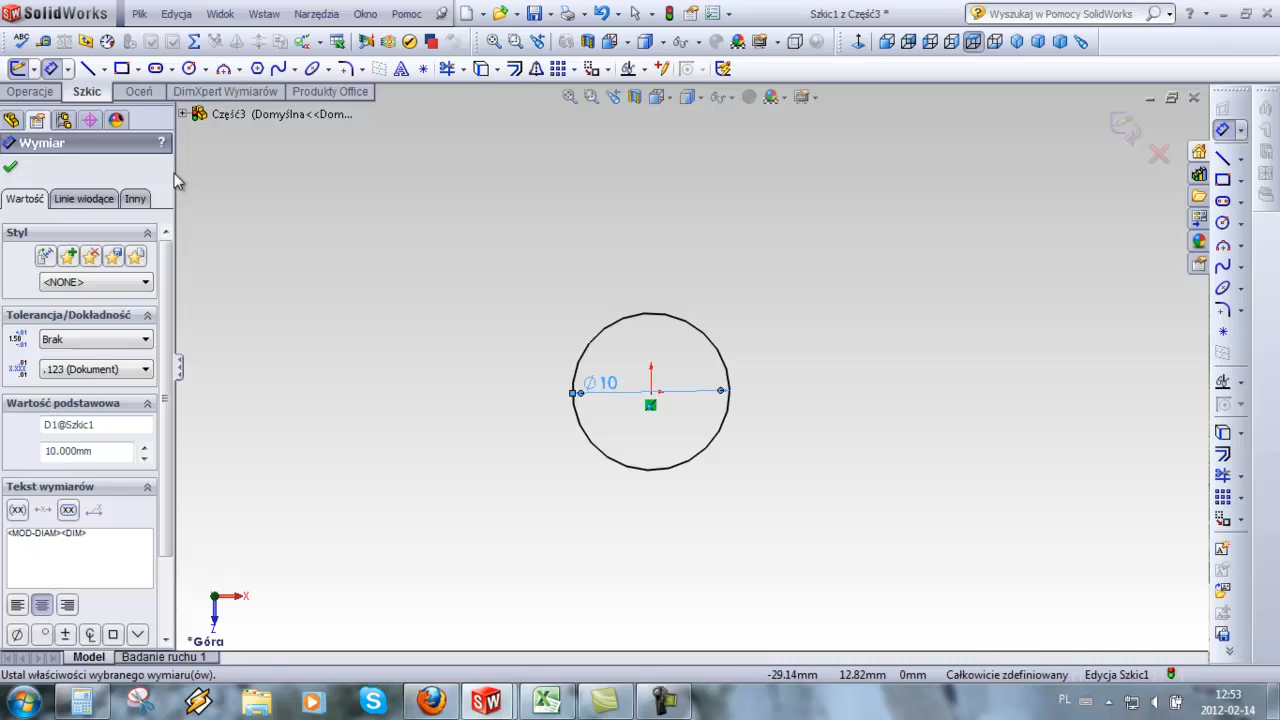 SolidWorks
Plik Edycja Widok Wstaw Narzędzia Okno Pomoc
Szkic1 z Część3 *
Wyszukaj w Pomocy SolidWorks
Operacje Szkic Oceń DimXpert Wymiarów Produkty Office
Część3 (Domyślna<<Dom...
Wymiar ?
Wartość Linie wiodące Inny
Styl
<NONE>
Tolerancja/Dokładność
Brak
.123 (Dokument)
Wartość podstawowa
D1@Szkic1
10.000mm
Tekst wymiarów
<MOD-DIAM><DIM>
Ø10
X
Z
*Góra
Model Badanie ruchu 1
Ustal właściwości wybranego wymiaru(ów). -29.14mm 12.82mm 0mm Całkowicie zdefiniowany Edycja Szkic1
PL 12:53
2012-02-14